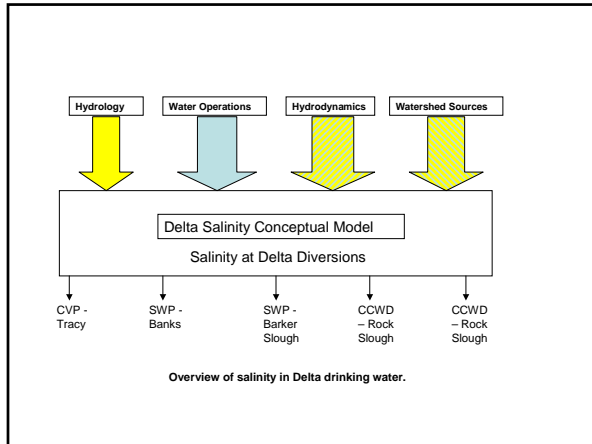 Hydrology
Water Operations
Hydrodynamics
Watershed Sources
Delta Salinity Conceptual Model
Salinity at Delta Diversions
CVP -
Tracy
SWP -
Banks
SWP -
Barker
Slough
CCWD
– Rock
Slough
CCWD
– Rock
Slough
Overview of salinity in Delta drinking water.